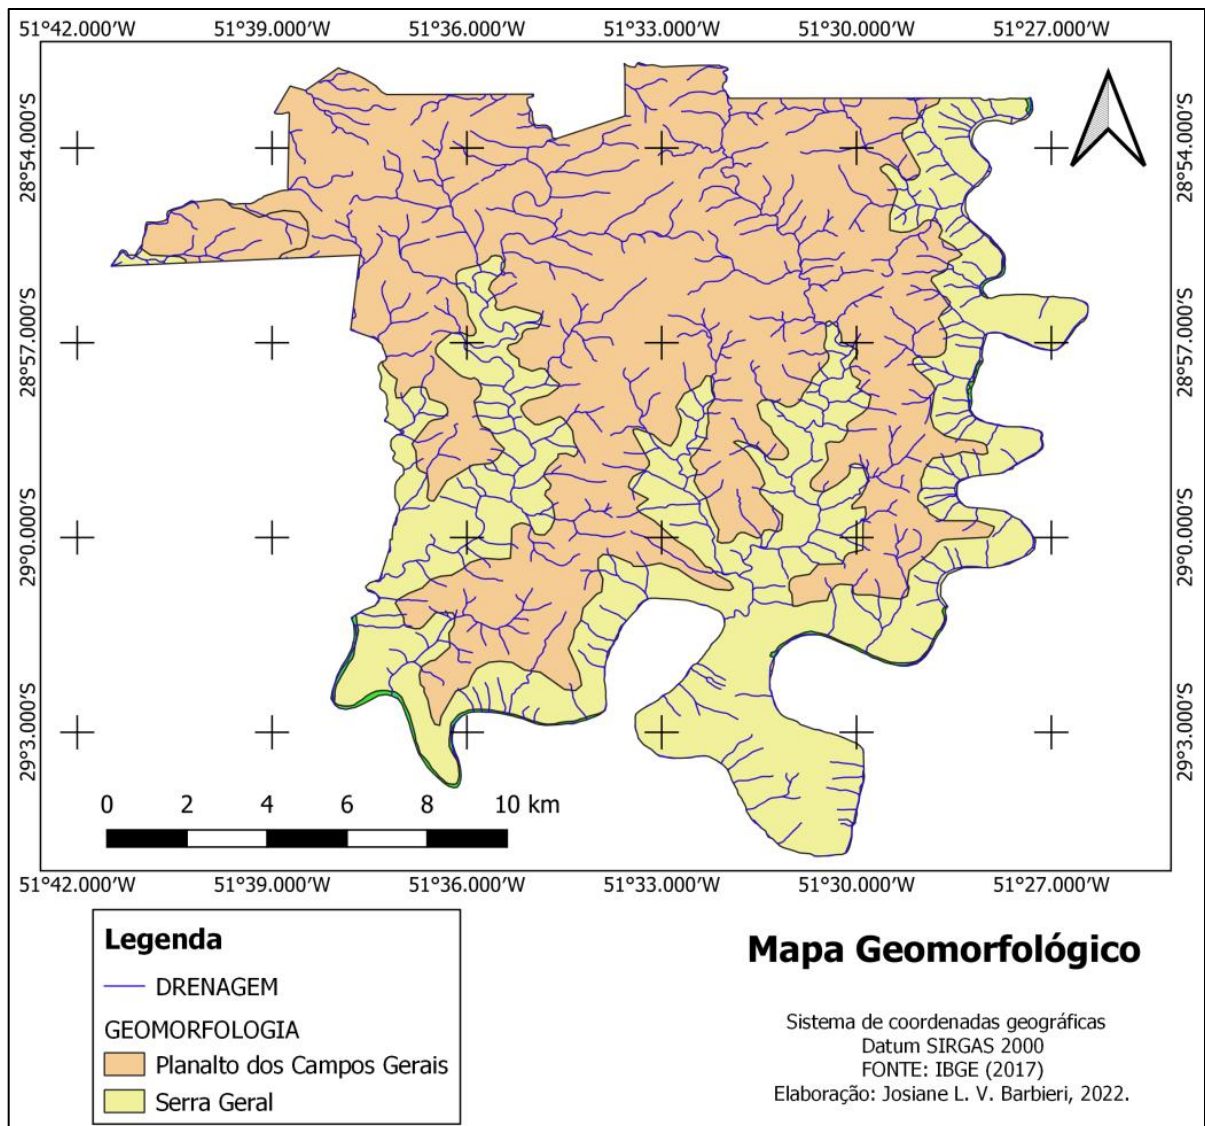 51°42.000'W 51°39.000'W 51°36.000'W 51°33.000'W 51°30.000'W 51°27.000'W
28°54.000'S 28°54.000'S
28°57.000'S 28°57.000'S
29°0.000'S 29°0.000'S
29°3.000'S 29°3.000'S
0 2 4 6 8 10 km
51°42.000'W 51°39.000'W 51°36.000'W 51°33.000'W 51°30.000'W 51°27.000'W
Legenda
DRENAGEM
GEOMORFOLOGIA
Planalto dos Campos Gerais
Serra Geral
Mapa Geomorfológico
Sistema de coordenadas geográficas
Datum SIRGAS 2000
FONTE: IBGE (2017)
Elaboração: Josiane L. V. Barbieri, 2022.